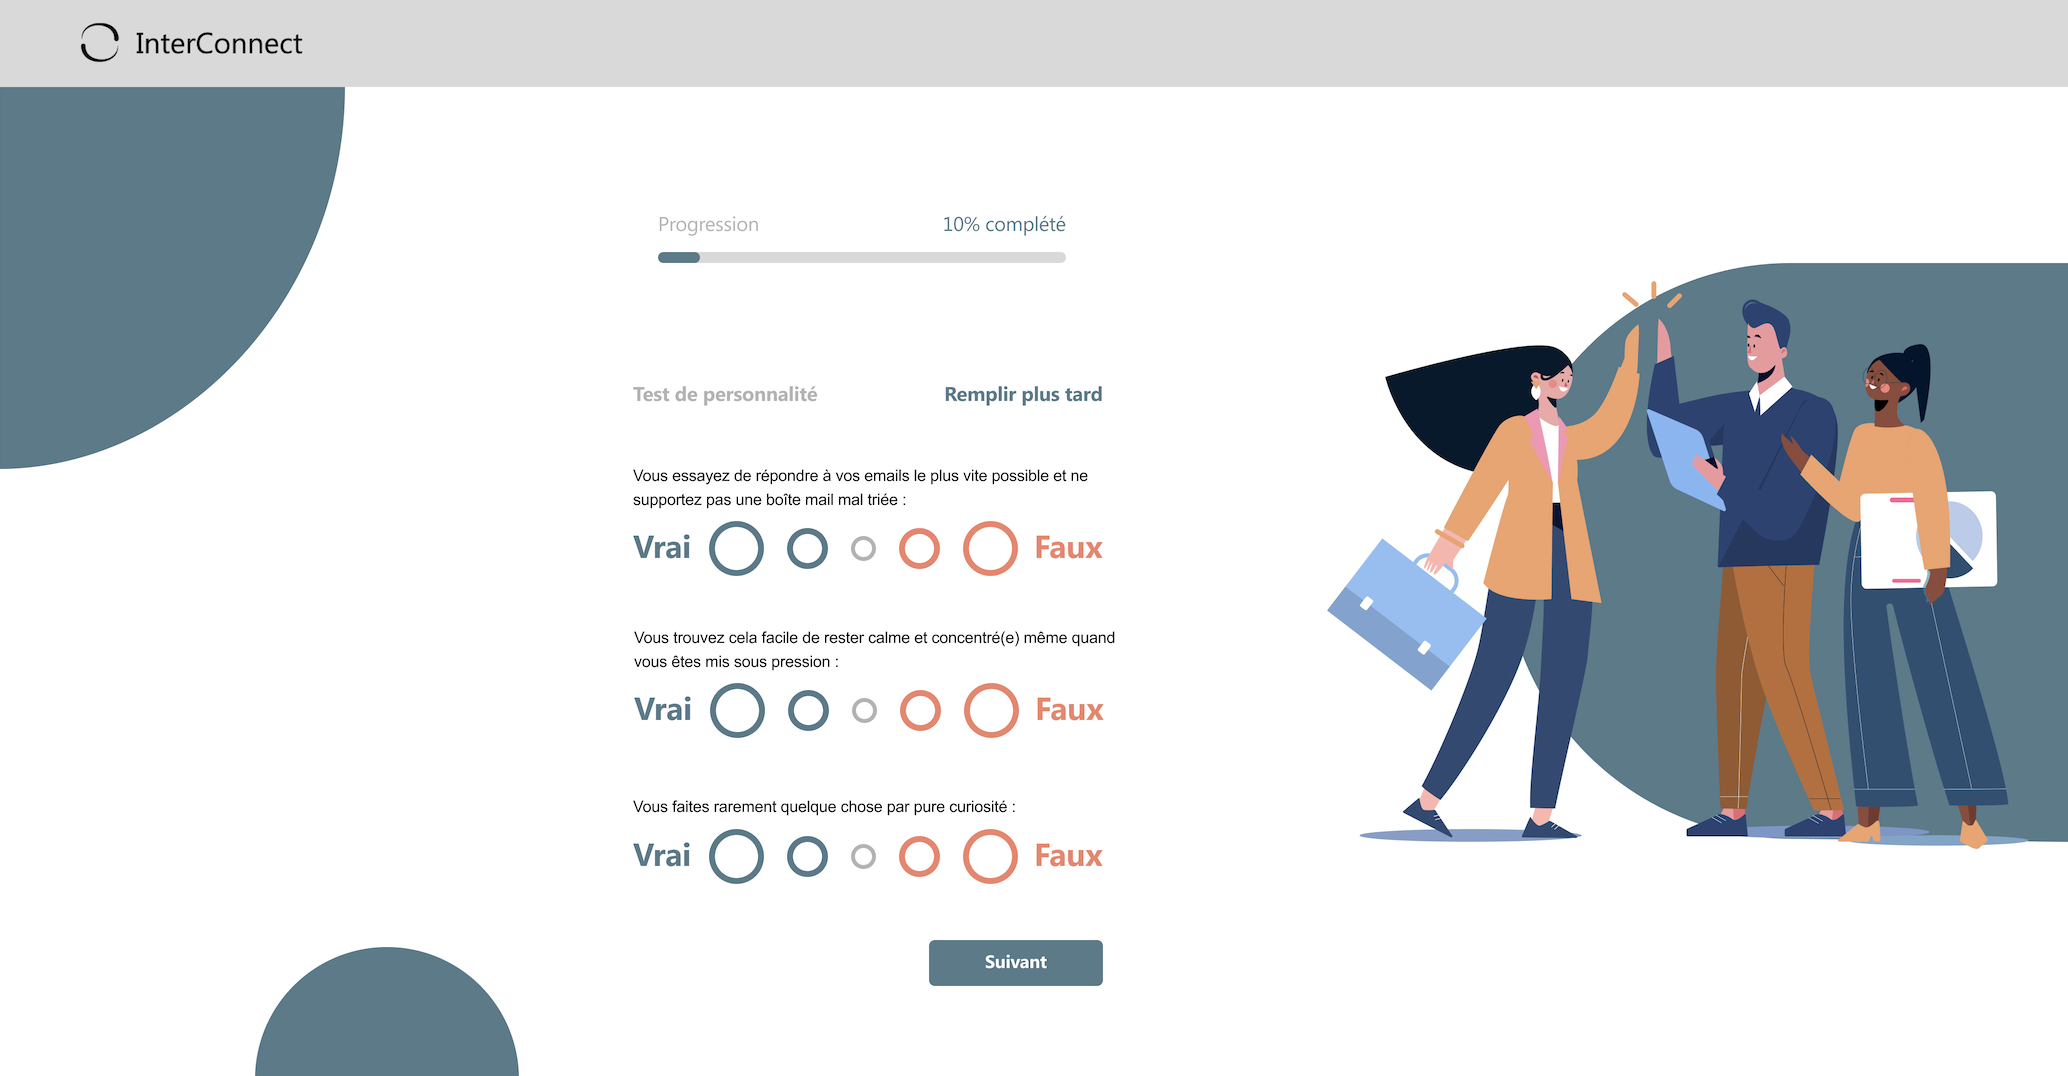 InterConnect
Progression 10% complété
Test de personnalité Remplir plus tard
Vous essayez de répondre à vos emails le plus vite possible et ne
supportez pas une boîte mail mal triée :
Vrai Faux
Vous trouvez cela facile de rester calme et concentré(e) même quand
vous êtes mis sous pression :
Vrai Faux
Vous faites rarement quelque chose par pure curiosité :
Vrai Faux
Suivant